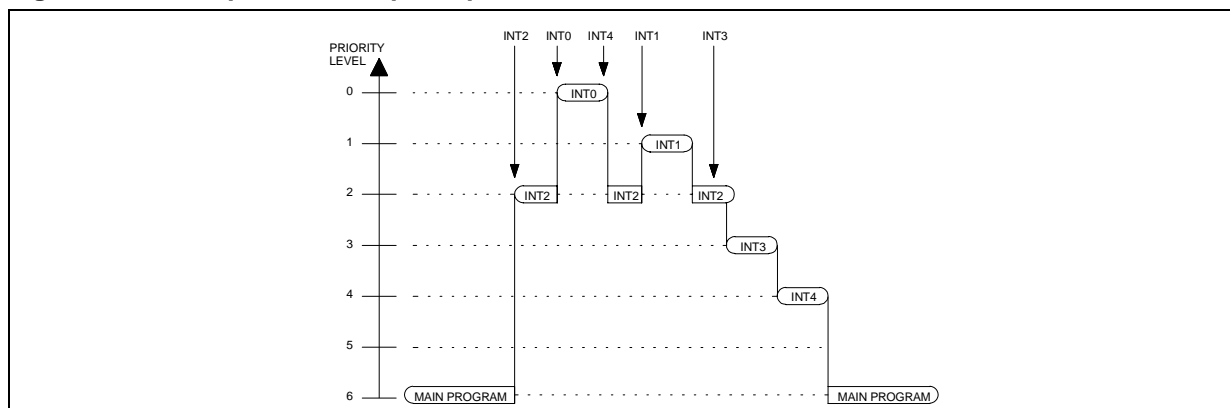 INT2 INT0 INT4 INT1 INT3
PRIORITY
LEVEL
0 INT0
1 INT1
2 INT2 INT2 INT2
3 INT3
4 INT4
5
6 MAIN PROGRAM MAIN PROGRAM